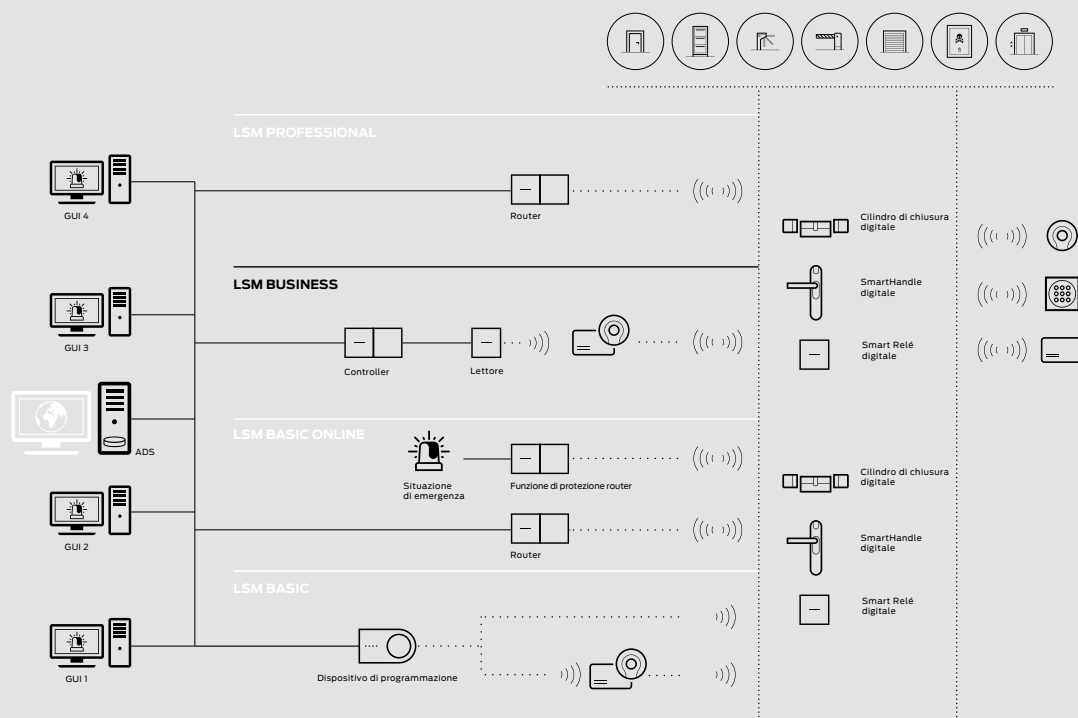 LSM PROFESSIONAL
GUI 4
Router
Cilindro di chiusura
digitale
LSM BUSINESS
SmartHandle
digitale
GUI 3
Controller
Lettore
Smart Relé
digitale
LSM BASIC ONLINE
ADS
Situazione
di emergenza
Funzione di protezione router
Cilindro di chiusura
digitale
GUI 2
Router
SmartHandle
digitale
LSM BASIC
Smart Relé
digitale
GUI 1
Dispositivo di programmazione